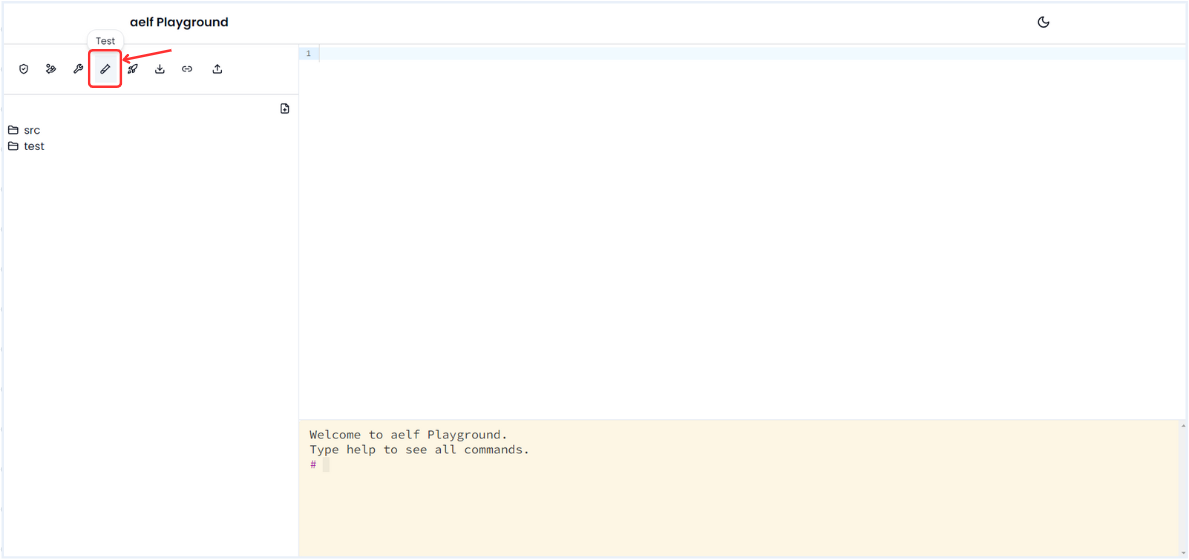 aelf Playground
Test
1
src
test
Welcome to aelf Playground.
Type help to see all commands.
#